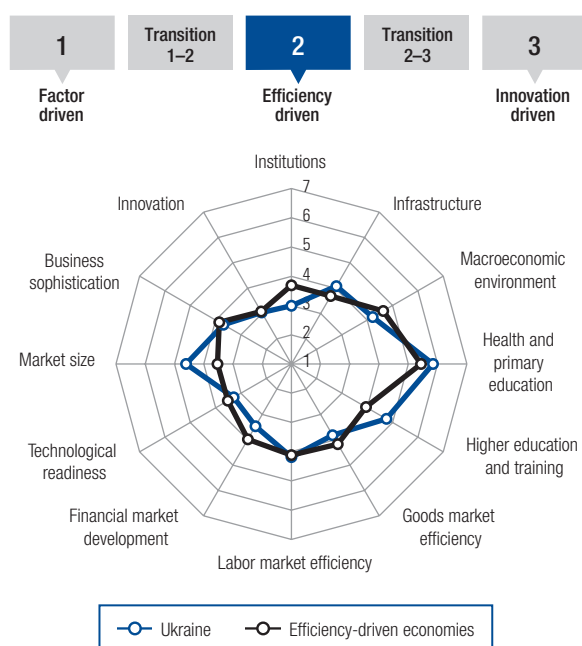 1
Transition
1–2
2
Transition
2–3
3
Factor
driven
Efficiency
driven
Innovation
driven
Institutions
Infrastructure
Macroeconomic
environment
Health and
primary
education
Higher education
and training
Goods market
efficiency
Labor market efficiency
Financial market
development
Technological
readiness
Market size
Business
sophistication
Innovation
7
6
5
4
3
2
1
Ukraine
Efficiency-driven economies